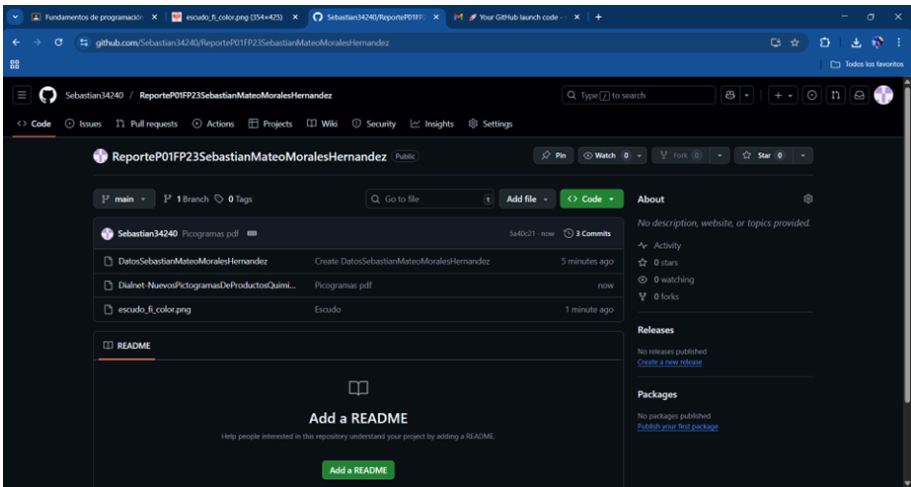 Fundamentos de programación
escudo_fi_color.png (354×425)
Sebastian34240/ReporteP01FP2
Your GitHub launch code -
github.com/Sebastian34240/ReporteP01FP23SebastianMateoMoralesHernandez
Todos los favoritos
Sebastian34240 / ReporteP01FP23SebastianMateoMoralesHernandez
Type / to search
Code Issues Pull requests Actions Projects Wiki Security Insights Settings
ReporteP01FP23SebastianMateoMoralesHernandez Public
Pin Watch 0 Fork 0 Star 0
main 1 Branch 0 Tags Go to file t Add file Code
Sebastian34240 Picogramas pdf 5a40c21 · now 3 Commits
DatosSebastianMateoMoralesHernandez Create DatosSebastianMateoMoralesHernandez 5 minutes ago
Dialnet-NuevosPictogramasDeProductosQuimi... Picogramas pdf now
escudo_fi_color.png Escudo 1 minute ago
README
Add a README
Help people interested in this repository understand your project by adding a README.
Add a README
About
No description, website, or topics provided.
Activity
0 stars
0 watching
0 forks
Releases
No releases published
Create a new release
Packages
No packages published
Publish your first package